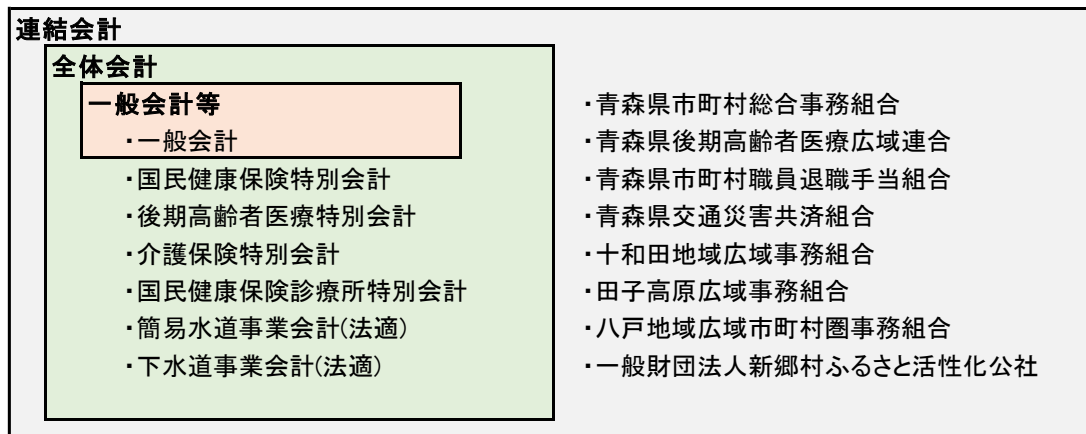 連結会計
全体会計
一般会計等
・一般会計
・国民健康保険特別会計
・後期高齢者医療特別会計
・介護保険特別会計
・国民健康保険診療所特別会計
・簡易水道事業会計(法適)
・下水道事業会計(法適)
・青森県市町村総合事務組合
・青森県後期高齢者医療広域連合
・青森県市町村職員退職手当組合
・青森県交通災害共済組合
・十和田地域広域事務組合
・田子高原広域事務組合
・八戸地域広域市町村圏事務組合
・一般財団法人新郷村ふるさと活性化公社